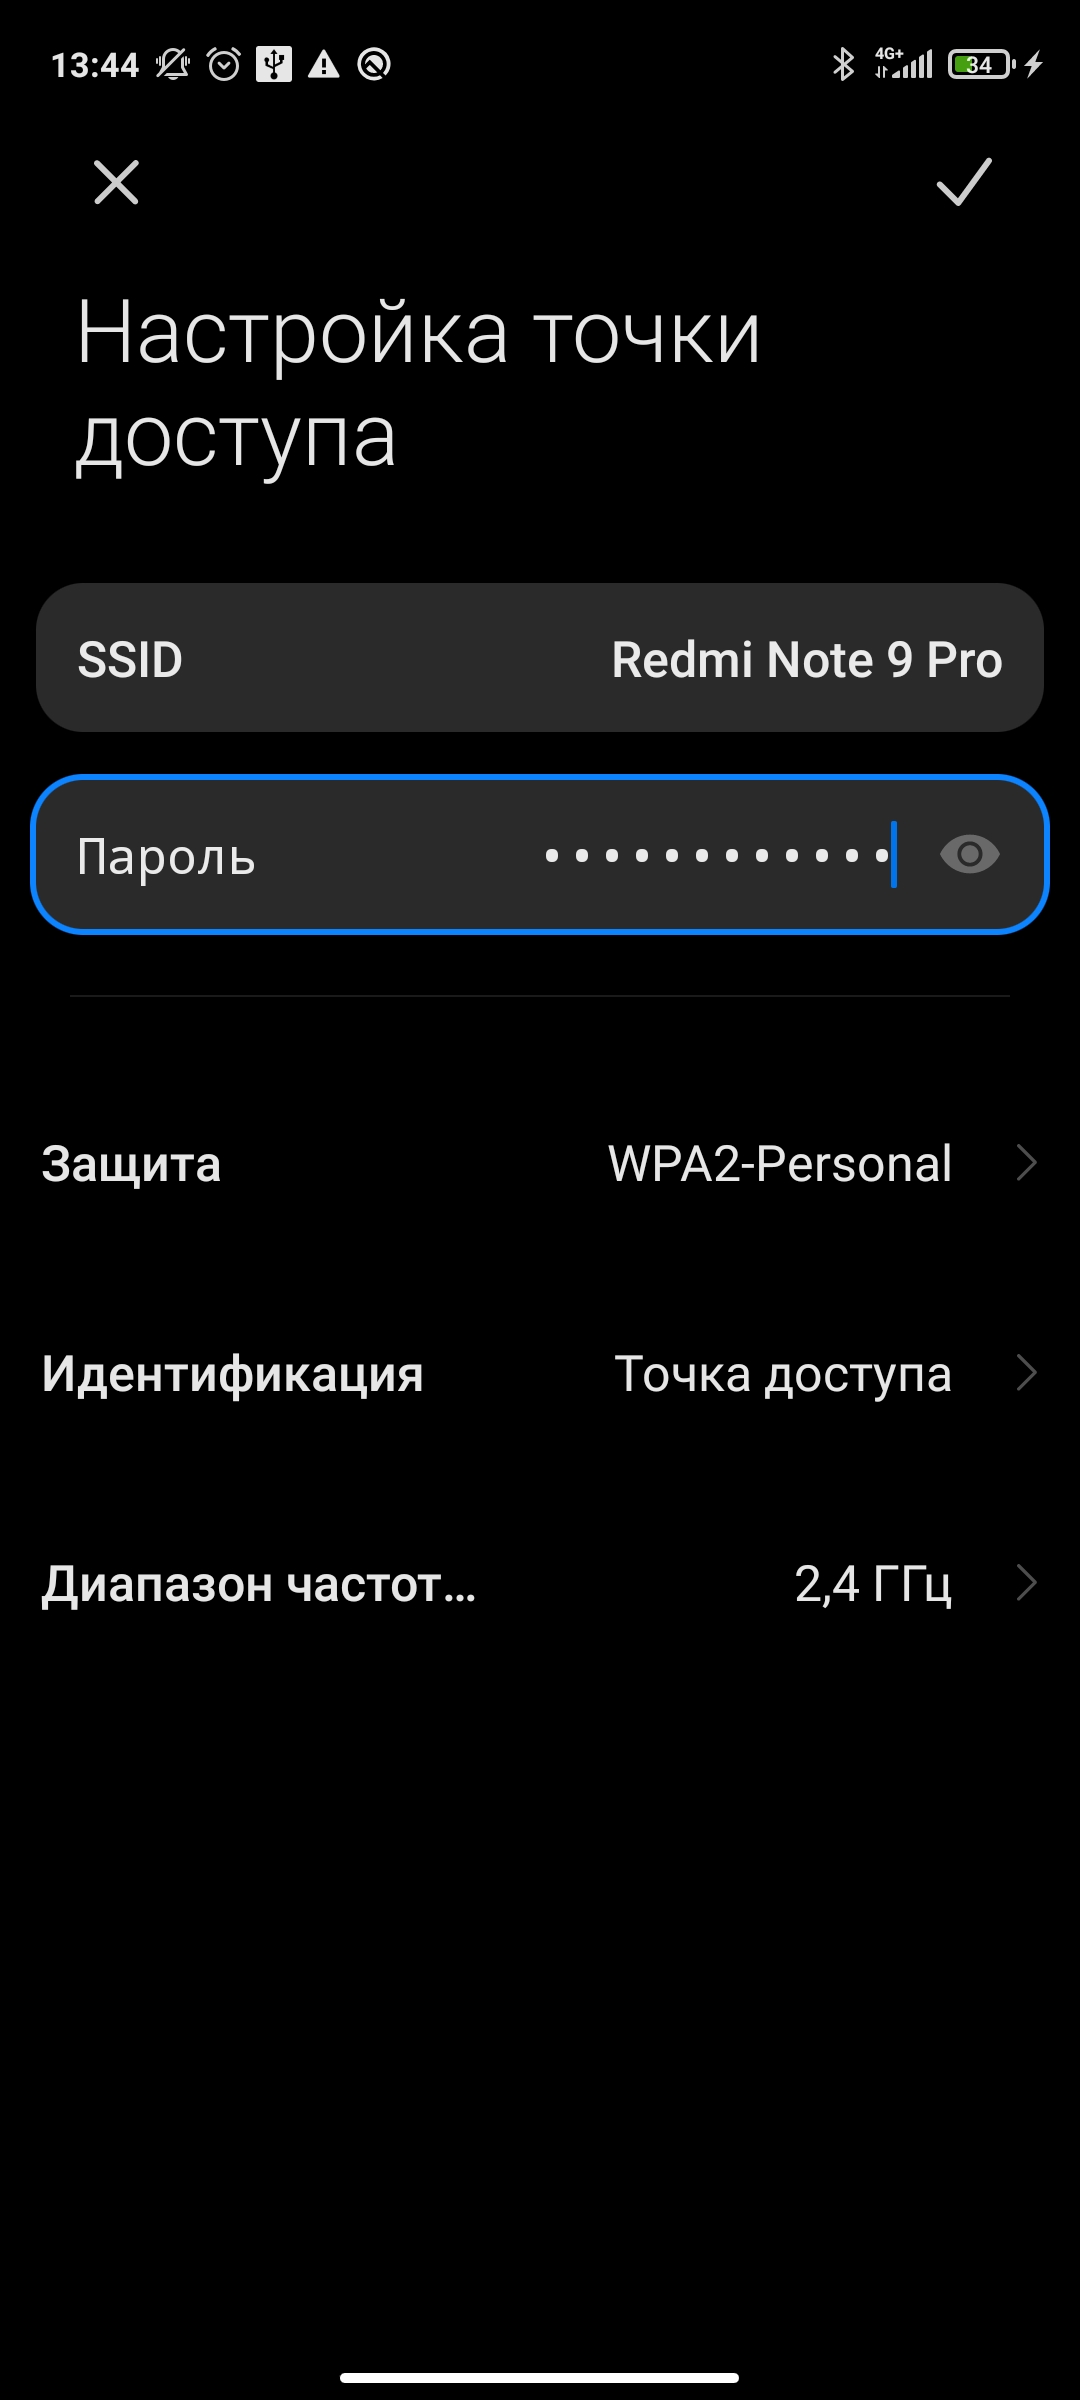 13:44
4G+
34
Настройка точки
доступа
SSID Redmi Note 9 Pro
Пароль ••••••••••••
Защита WPA2-Personal
Идентификация Точка доступа
Диапазон частот... 2,4 ГГц